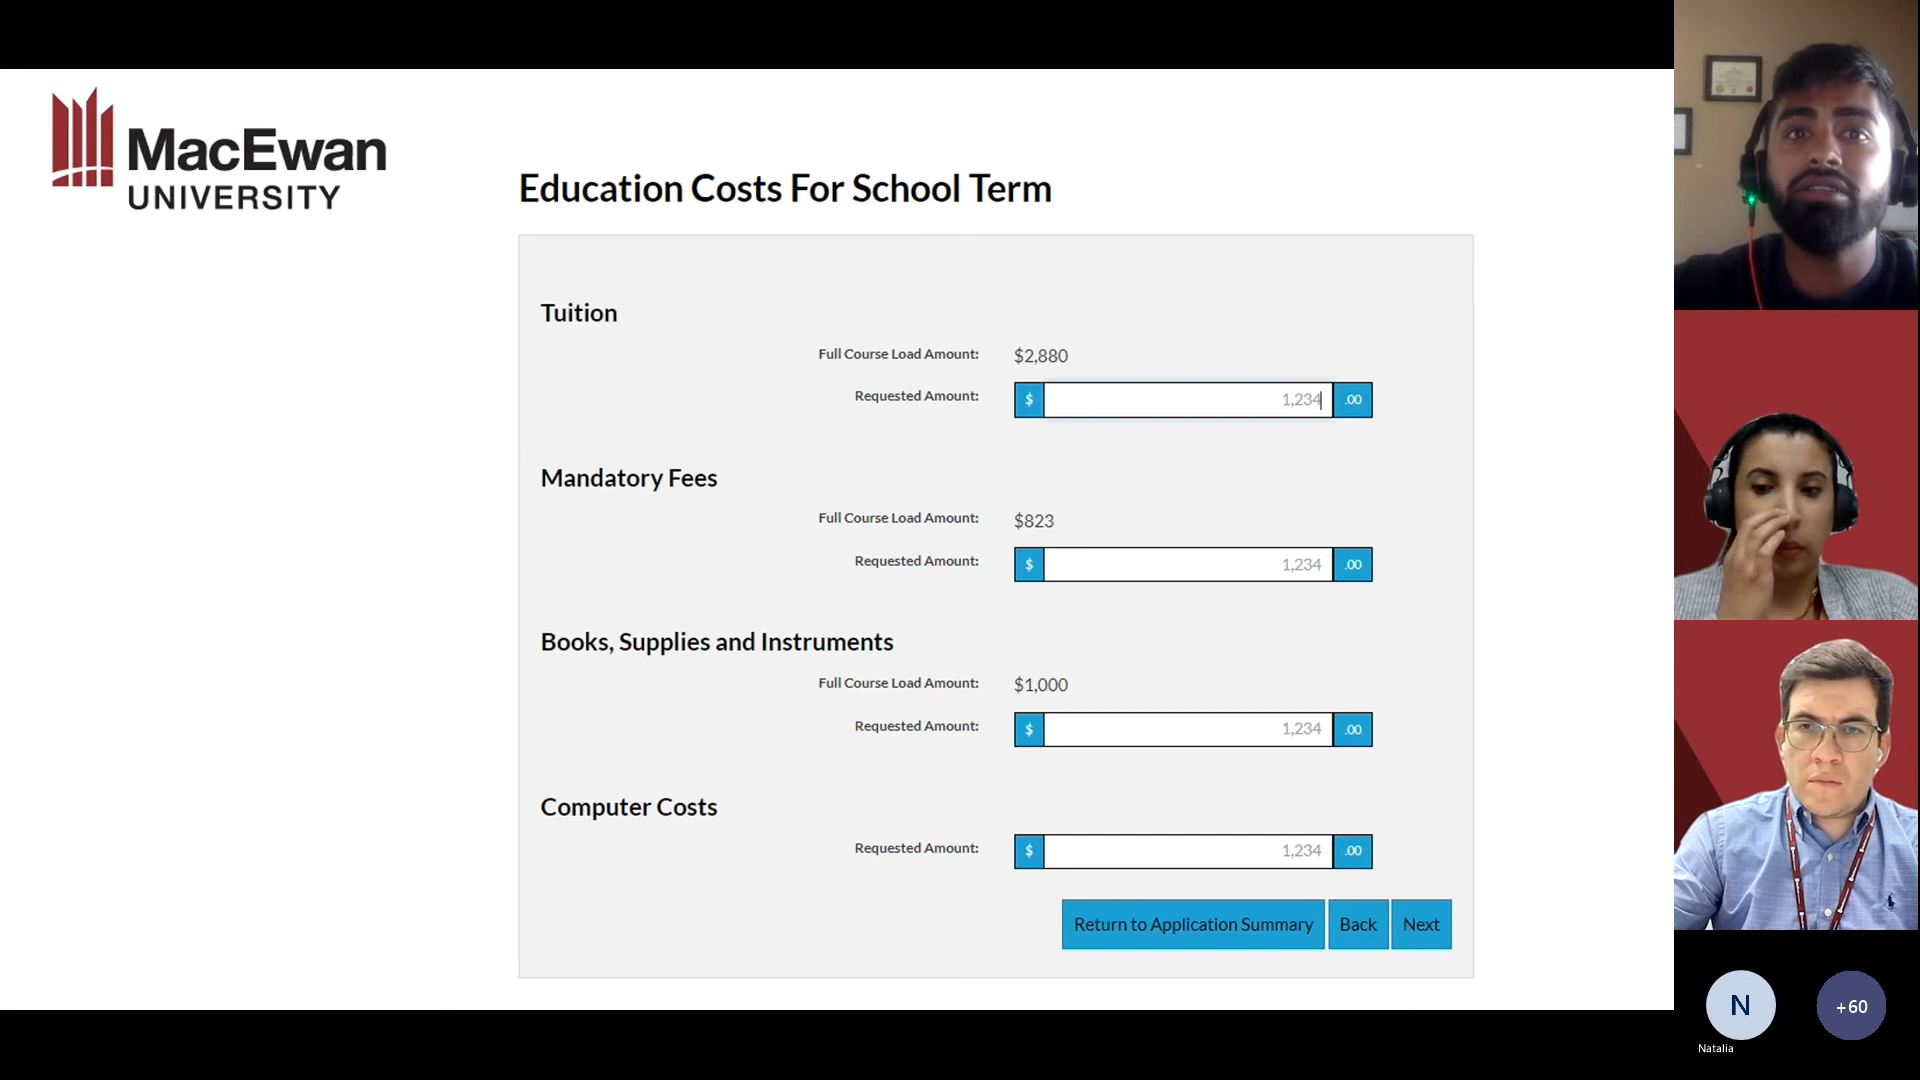 MacEwan
UNIVERSITY
Education Costs For School Term
Tuition
Full Course Load Amount: $2,880
Requested Amount: $ 1,234 .00
Mandatory Fees
Full Course Load Amount: $823
Requested Amount: $ 1,234 .00
Books, Supplies and Instruments
Full Course Load Amount: $1,000
Requested Amount: $ 1,234 .00
Computer Costs
Requested Amount: $ 1,234 .00
Return to Application Summary Back Next
N +60
Natalia